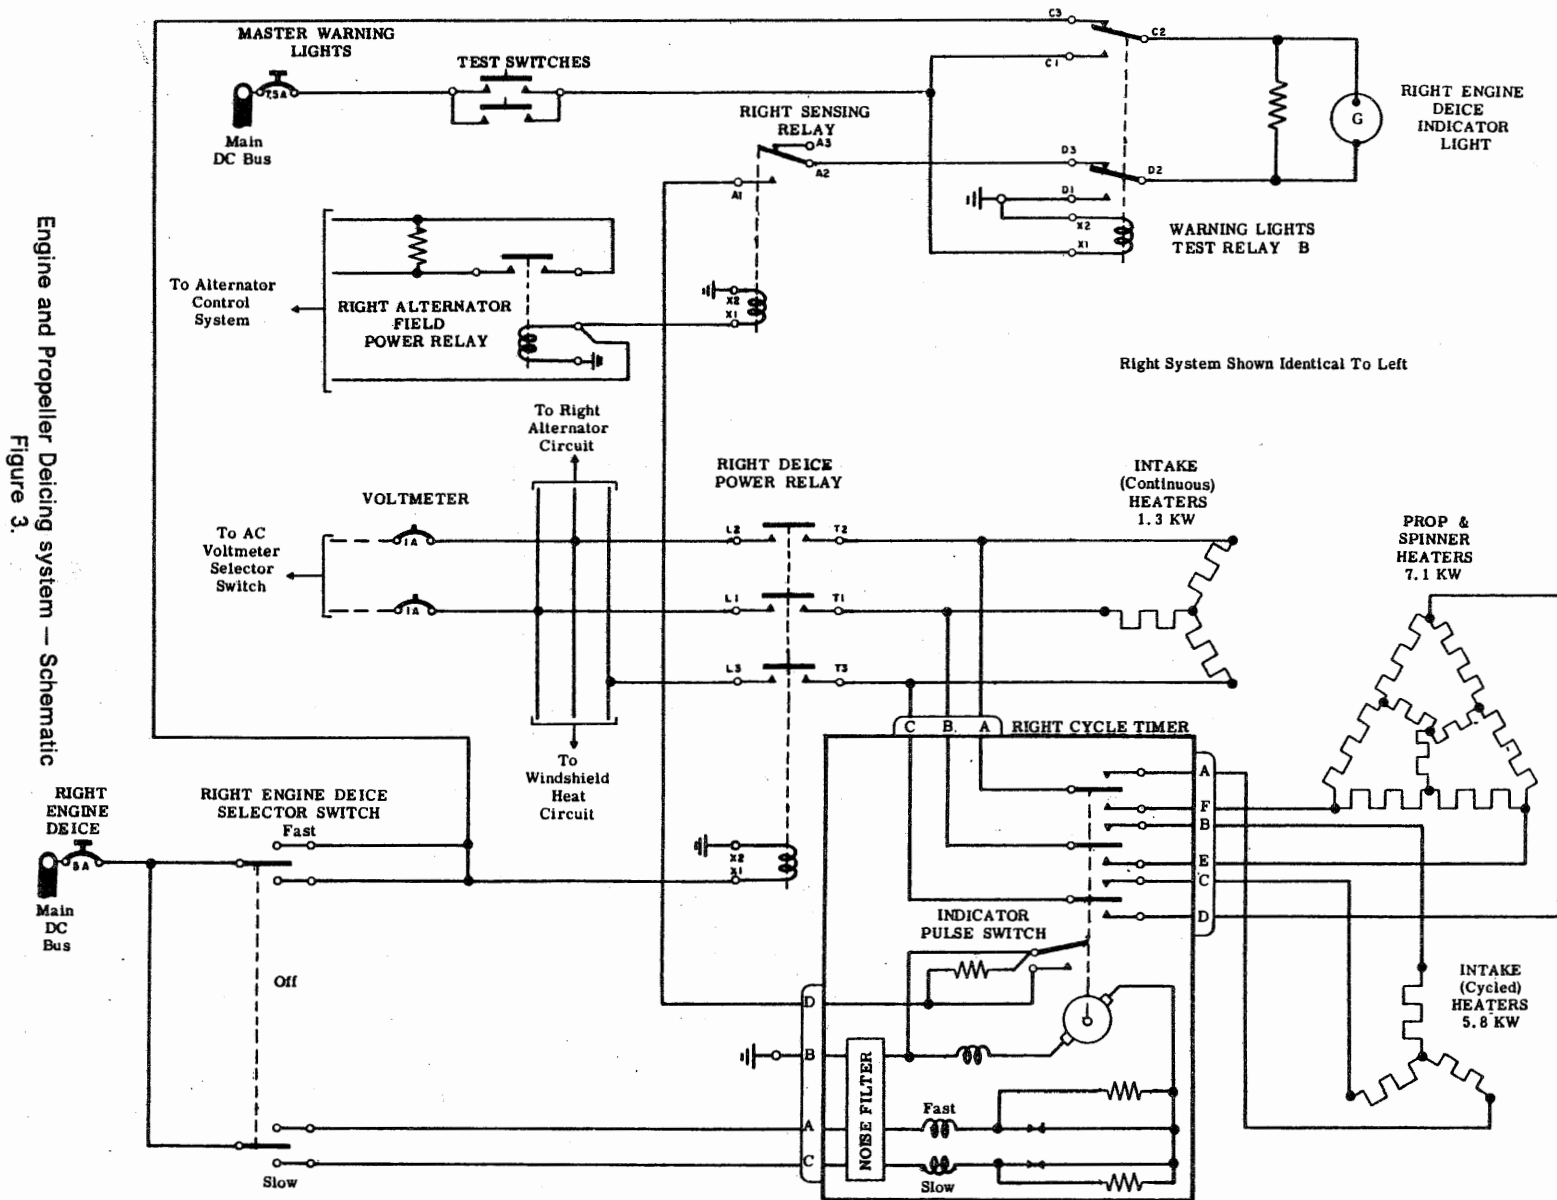 MASTER WARNING
LIGHTS
7.5A
Main
DC Bus
TEST SWITCHES
RIGHT SENSING
RELAY
A3
A2
A1
X2
X1
C3
C2
C1
D3
D2
D1
X2
X1
G
RIGHT ENGINE
DEICE
INDICATOR
LIGHT
WARNING LIGHTS
TEST RELAY B
To Alternator
Control
System
RIGHT ALTERNATOR
FIELD
POWER RELAY
Right System Shown Identical To Left
To Right
Alternator
Circuit
VOLTMETER
1A
1A
To AC
Voltmeter
Selector
Switch
RIGHT DEICE
POWER RELAY
L2
T2
L1
T1
L3
T3
X2
X1
INTAKE
(Continuous)
HEATERS
1.3 KW
PROP &
SPINNER
HEATERS
7.1 KW
To
Windshield
Heat
Circuit
C B. A
RIGHT CYCLE TIMER
A
F
B
E
C
D
RIGHT
ENGINE
DEICE
5A
Main
DC
Bus
RIGHT ENGINE DEICE
SELECTOR SWITCH
Fast
Off
Slow
INDICATOR
PULSE SWITCH
D
B
A
C
NOISE FILTER
Fast
Slow
INTAKE
(Cycled)
HEATERS
5.8 KW
Engine and Propeller Deicing system — Schematic
Figure 3.